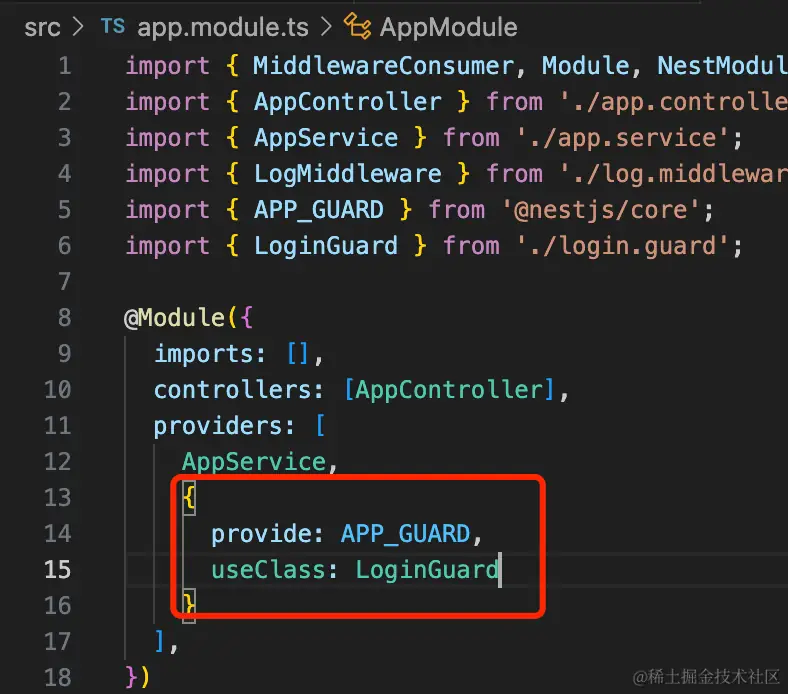 src > TS app.module.ts > AppModule
1 import { MiddlewareConsumer, Module, NestModul
2 import { AppController } from './app.controlle
3 import { AppService } from './app.service';
4 import { LogMiddleware } from './log.middlewar
5 import { APP_GUARD } from '@nestjs/core';
6 import { LoginGuard } from './login.guard';
7
8 @Module({
9 imports: [],
10 controllers: [AppController],
11 providers: [
12 AppService,
13 {
14 provide: APP_GUARD,
15 useClass: LoginGuard
16 }
17 ],
18 })
@稀土掘金技术社区